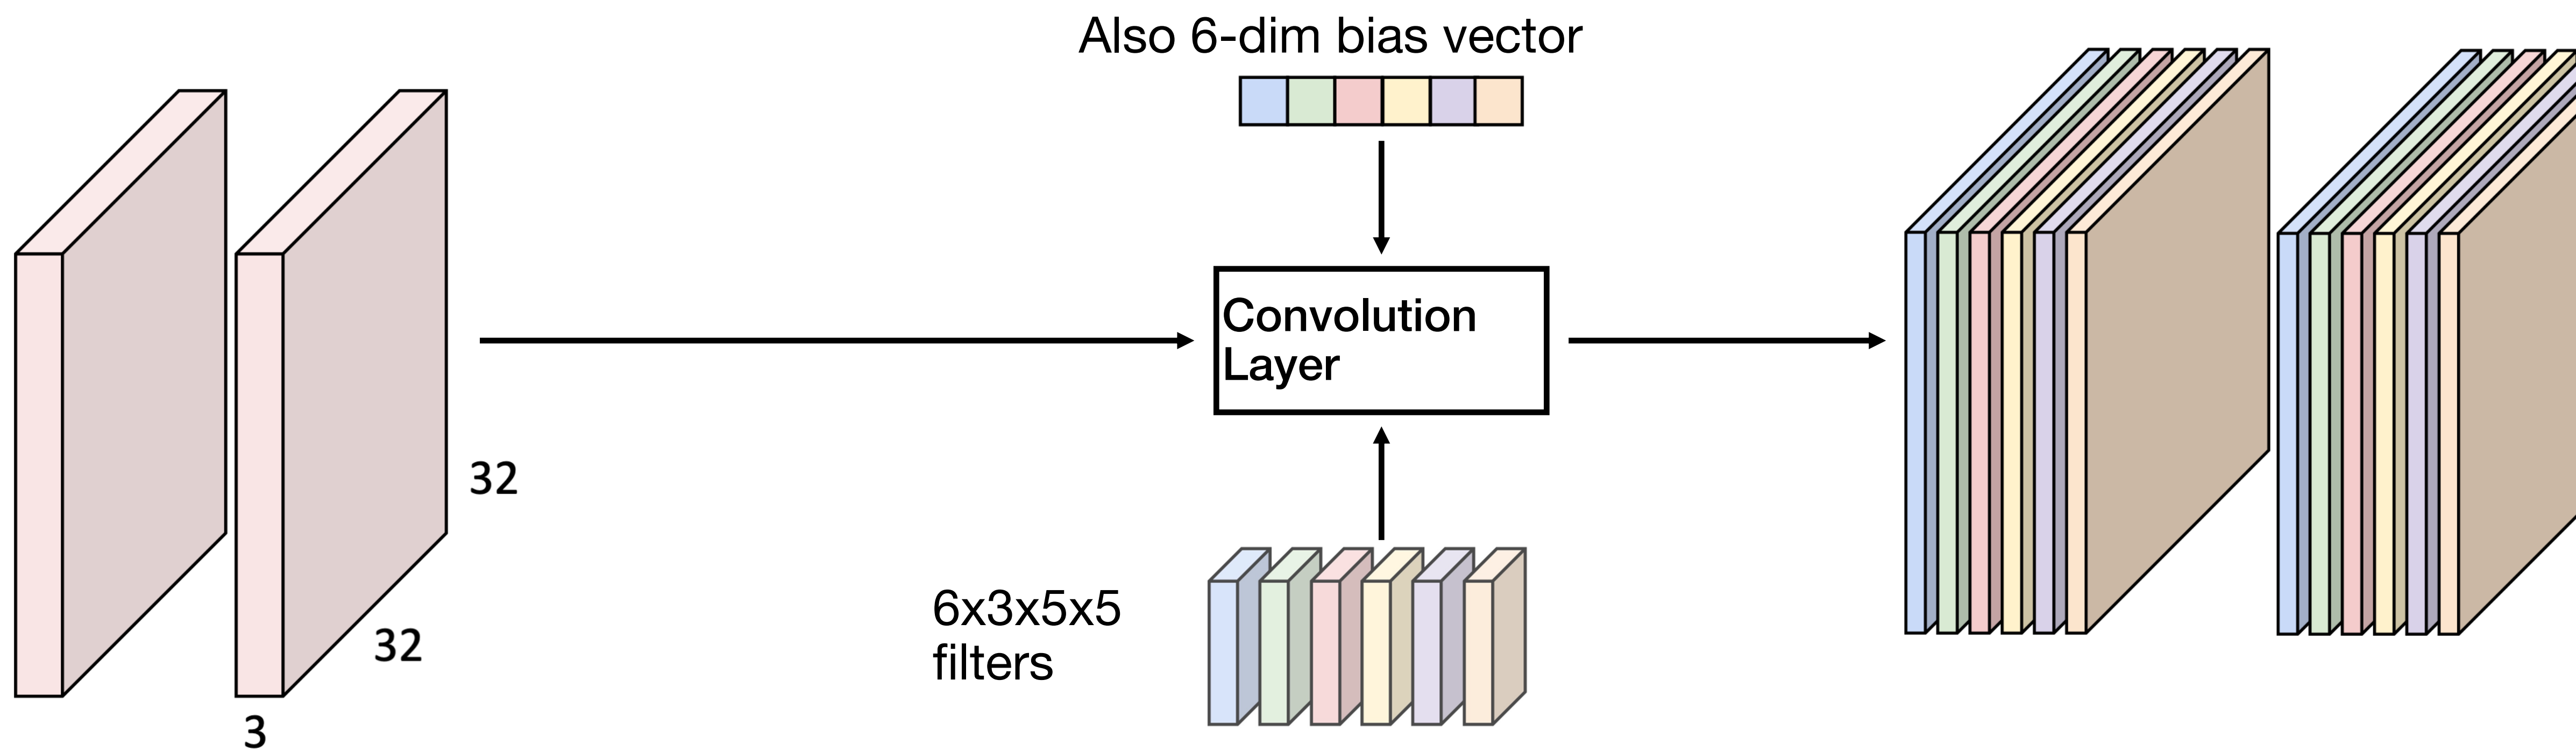 Also 6-dim bias vector
Convolution
Layer
32
32
3
6x3x5x5
filters